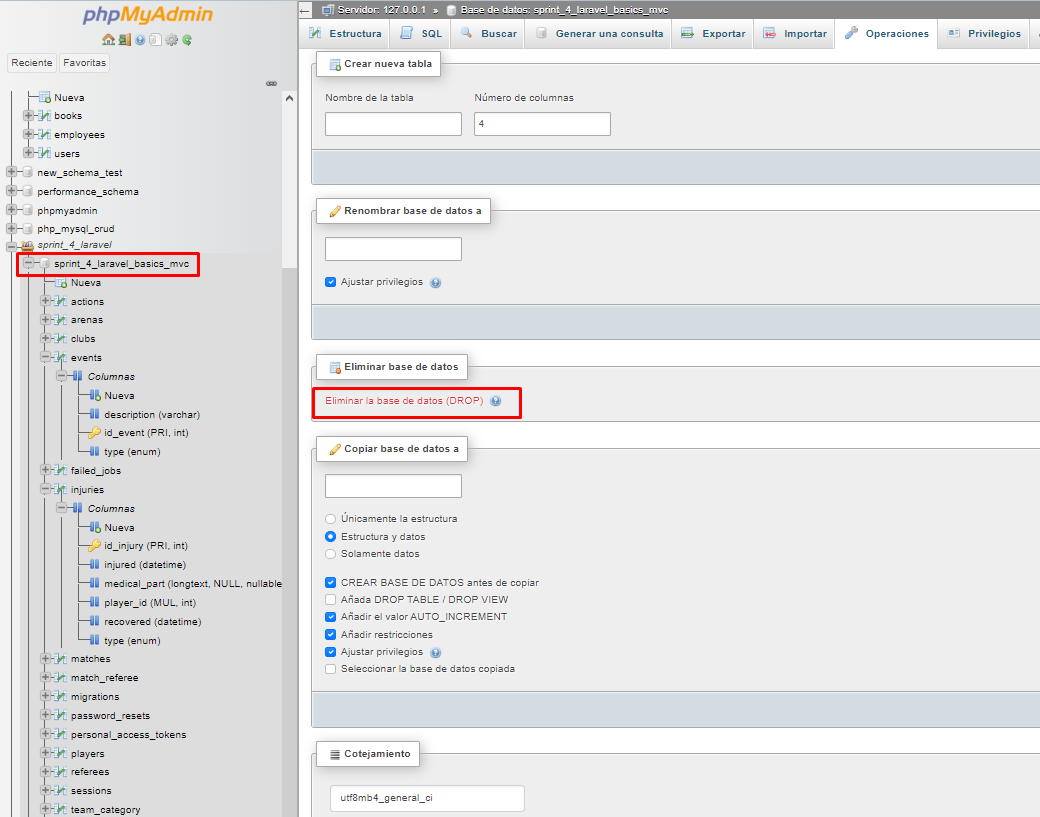 phpMyAdmin
Reciente
Favoritas
Nueva
books
employees
users
new_schema_test
performance_schema
phpmyadmin
php_mysql_crud
sprint_4_laravel
sprint_4_laravel_basics_mvc
Nueva
actions
arenas
clubs
events
Columnas
Nueva
description (varchar)
id_event (PRI, int)
type (enum)
failed_jobs
injuries
Columnas
Nueva
id_injury (PRI, int)
injured (datetime)
medical_part (longtext, NULL, nullable
player_id (MUL, int)
recovered (datetime)
type (enum)
matches
match_referee
migrations
password_resets
personal_access_tokens
players
referees
sessions
team_category
Servidor: 127.0.0.1 » Base de datos: sprint_4_laravel_basics_mvc
Estructura SQL Buscar Generar una consulta Exportar Importar Operaciones Privilegios
Crear nueva tabla
Nombre de la tabla Número de columnas
4
Renombrar base de datos a
Ajustar privilegios
Eliminar base de datos
Eliminar la base de datos (DROP)
Copiar base de datos a
Únicamente la estructura
Estructura y datos
Solamente datos
CREAR BASE DE DATOS antes de copiar
Añada DROP TABLE / DROP VIEW
Añadir el valor AUTO_INCREMENT
Añadir restricciones
Ajustar privilegios
Seleccionar la base de datos copiada
Cotejamiento
utf8mb4_general_ci